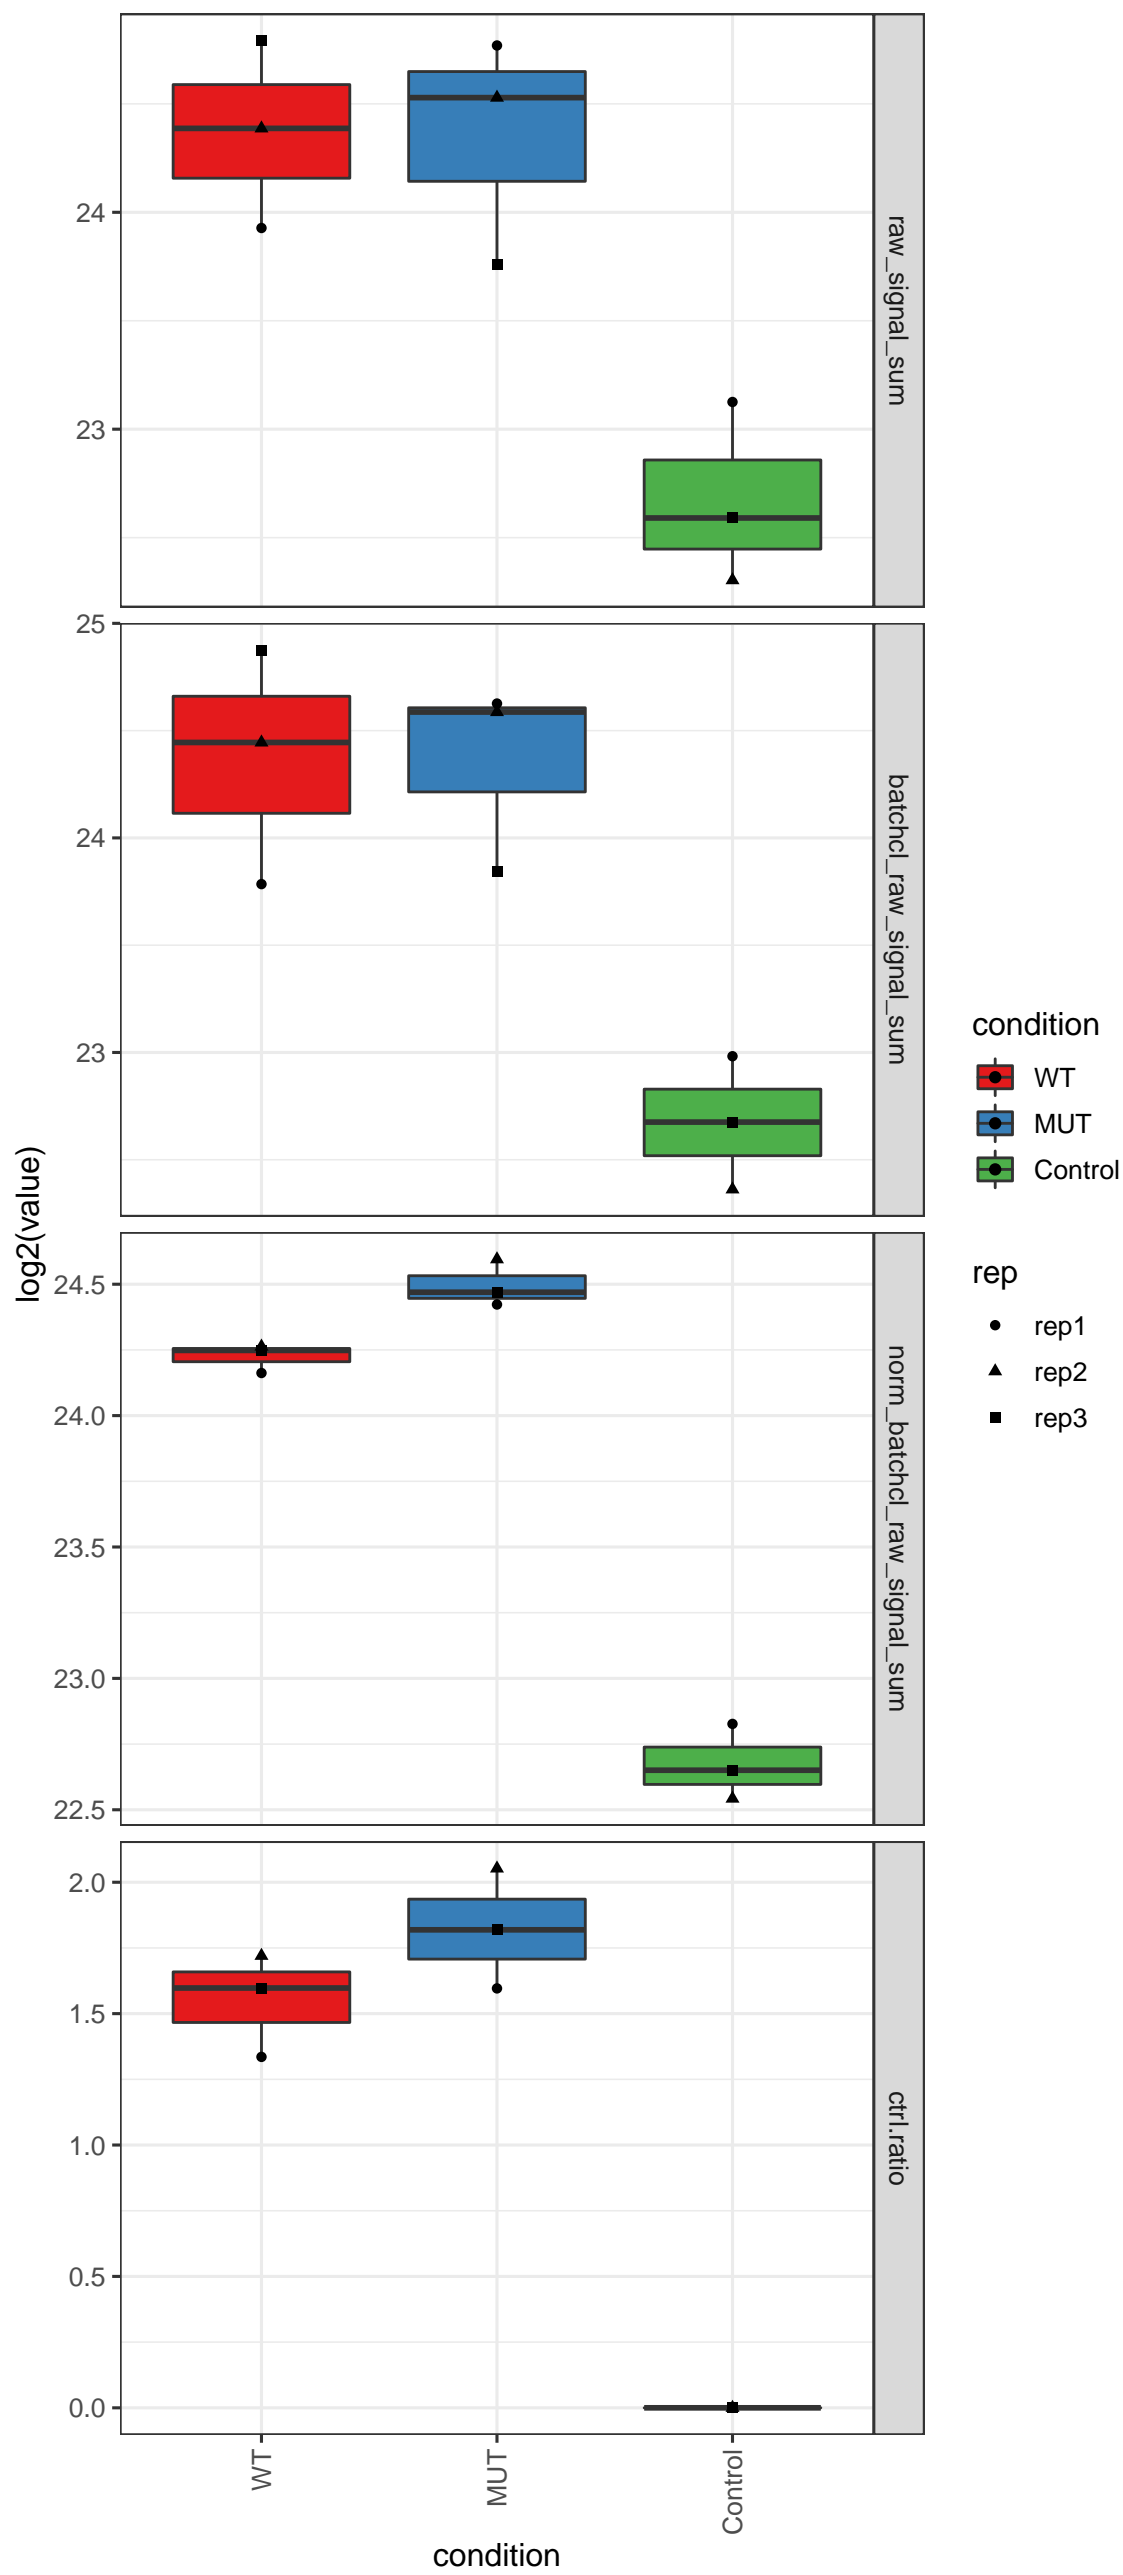 24
23
raw_signal_sum
25
24
23
batchcl_raw_signal_sum
24.5
24.0
23.5
23.0
22.5
norm_batchcl_raw_signal_sum
2.0
1.5
1.0
0.5
0.0
ctrl.ratio
log2(value)
WT
MUT
Control
condition
condition
WT
MUT
Control
rep
rep1
rep2
rep3